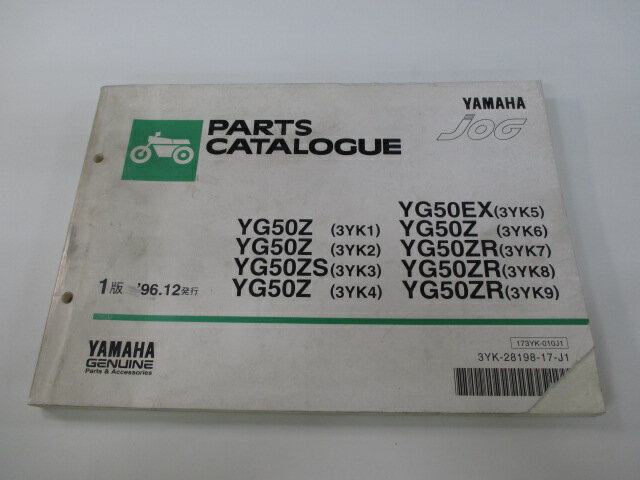 YAMAHA
JOG
PARTS
CATALOGUE
YG50Z (3YK1)
YG50Z (3YK2)
YG50ZS(3YK3)
YG50Z (3YK4)
YG50EX(3YK5)
YG50Z (3YK6)
YG50ZR(3YK7)
YG50ZR(3YK8)
YG50ZR(3YK9)
1版 '96.12発行
YAMAHA
GENUINE
Parts & Accessories
173YK-010J1
3YK-28198-17-J1